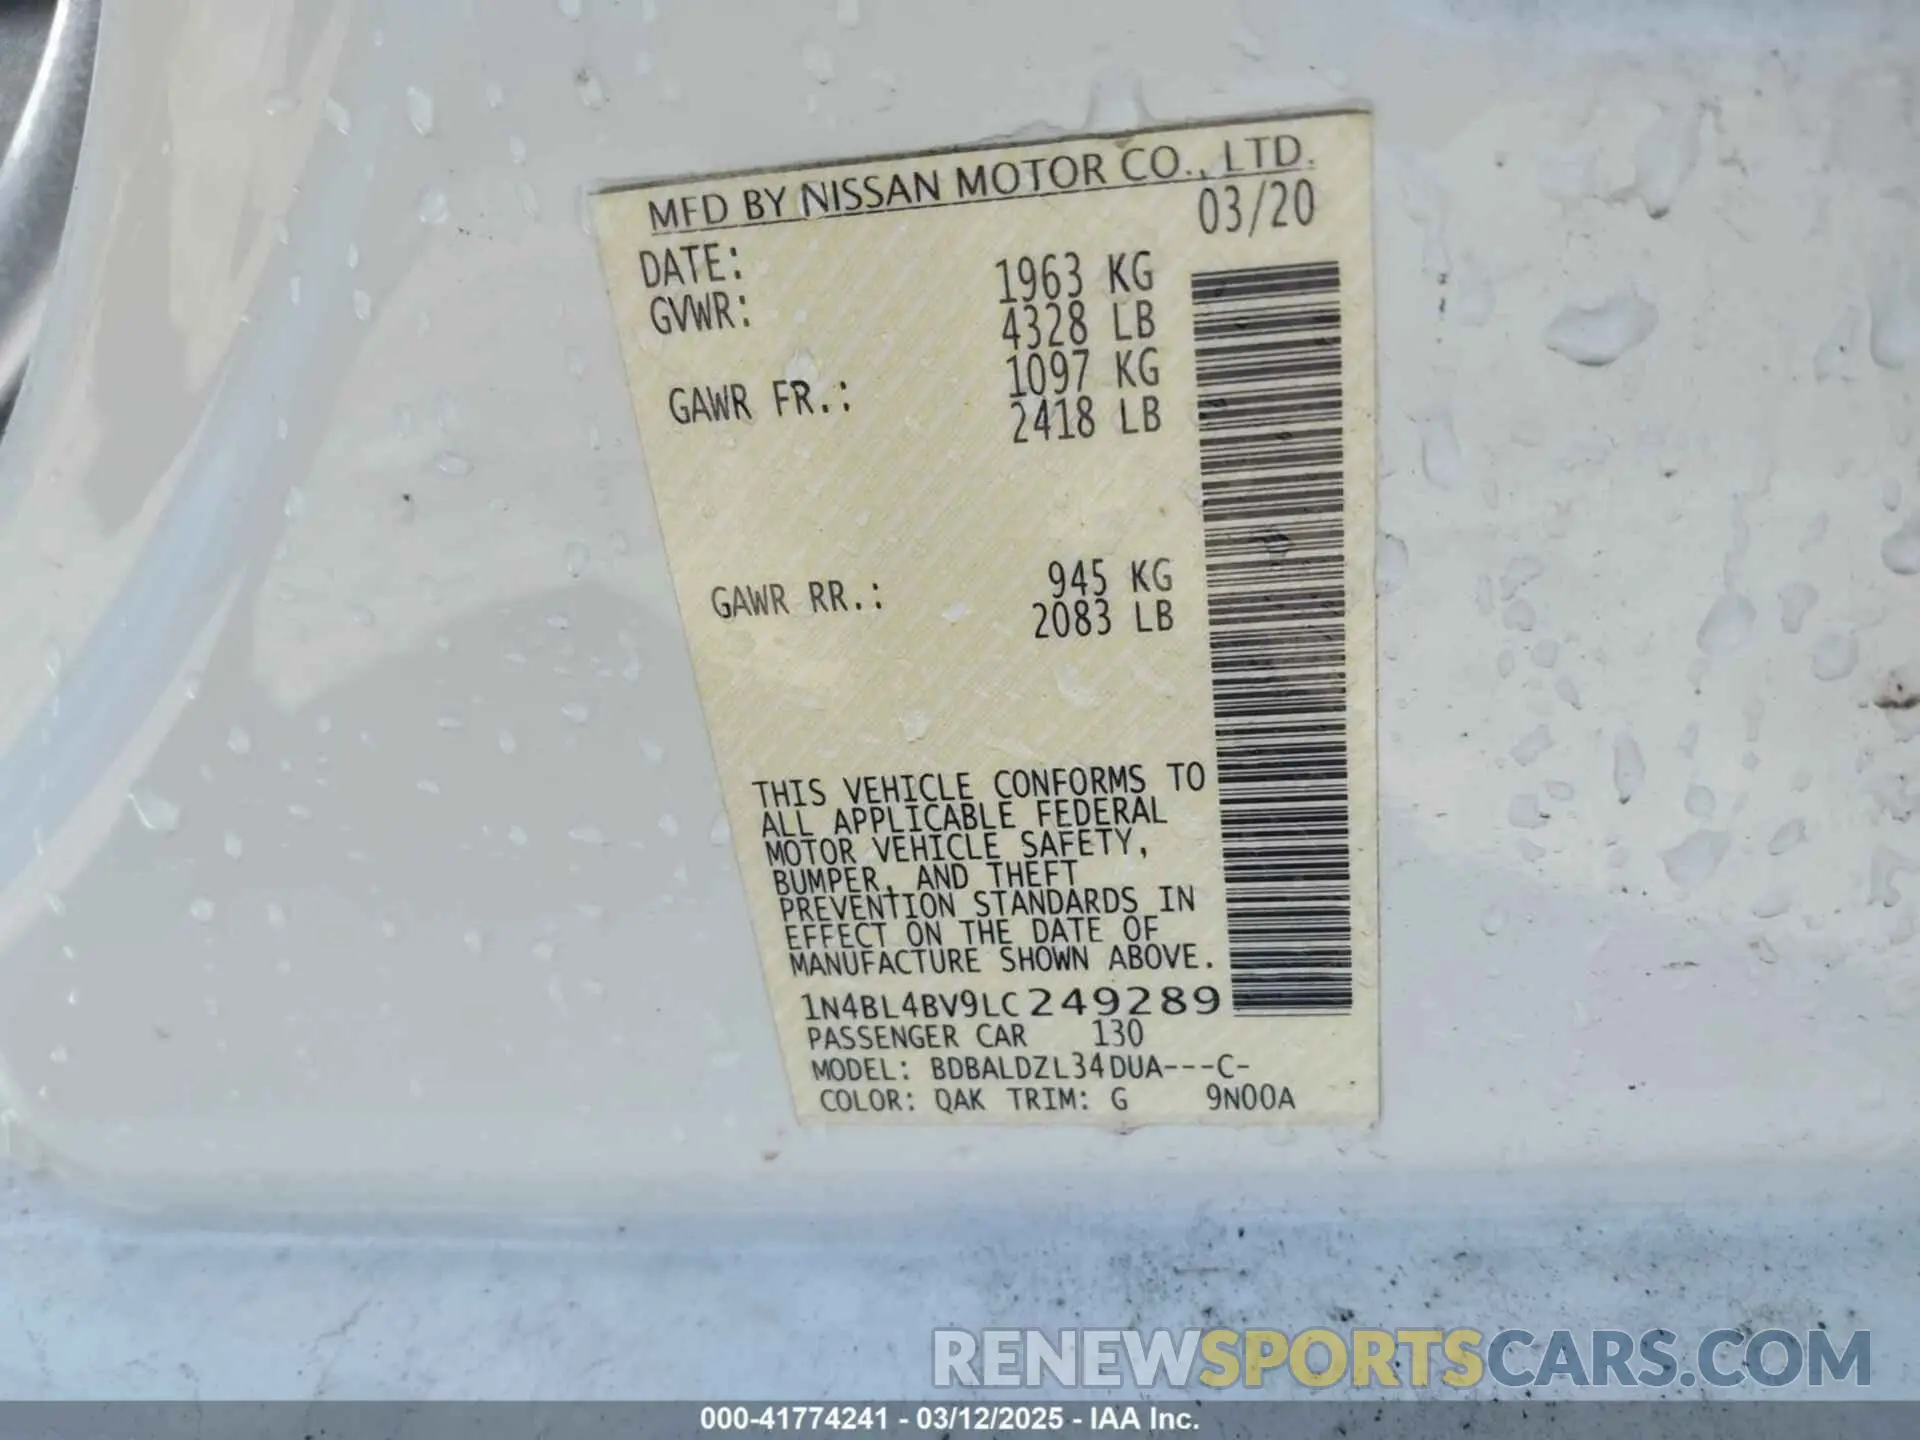 MFD BY NISSAN MOTOR CO., LTD.
DATE: 03/20
GVWR: 1963 KG
4328 LB
GAWR FR.: 1097 KG
2418 LB
GAWR RR.: 945 KG
2083 LB
THIS VEHICLE CONFORMS TO
ALL APPLICABLE FEDERAL
MOTOR VEHICLE SAFETY,
BUMPER, AND THEFT
PREVENTION STANDARDS IN
EFFECT ON THE DATE OF
MANUFACTURE SHOWN ABOVE.
1N4BL4BV9LC249289
PASSENGER CAR 130
MODEL: BDBALDZL34DUA---C-
COLOR: QAK TRIM: G 9N00A
RENEWSPORTSCARS.COM
000-41774241 - 03/12/2025 - IAA Inc.